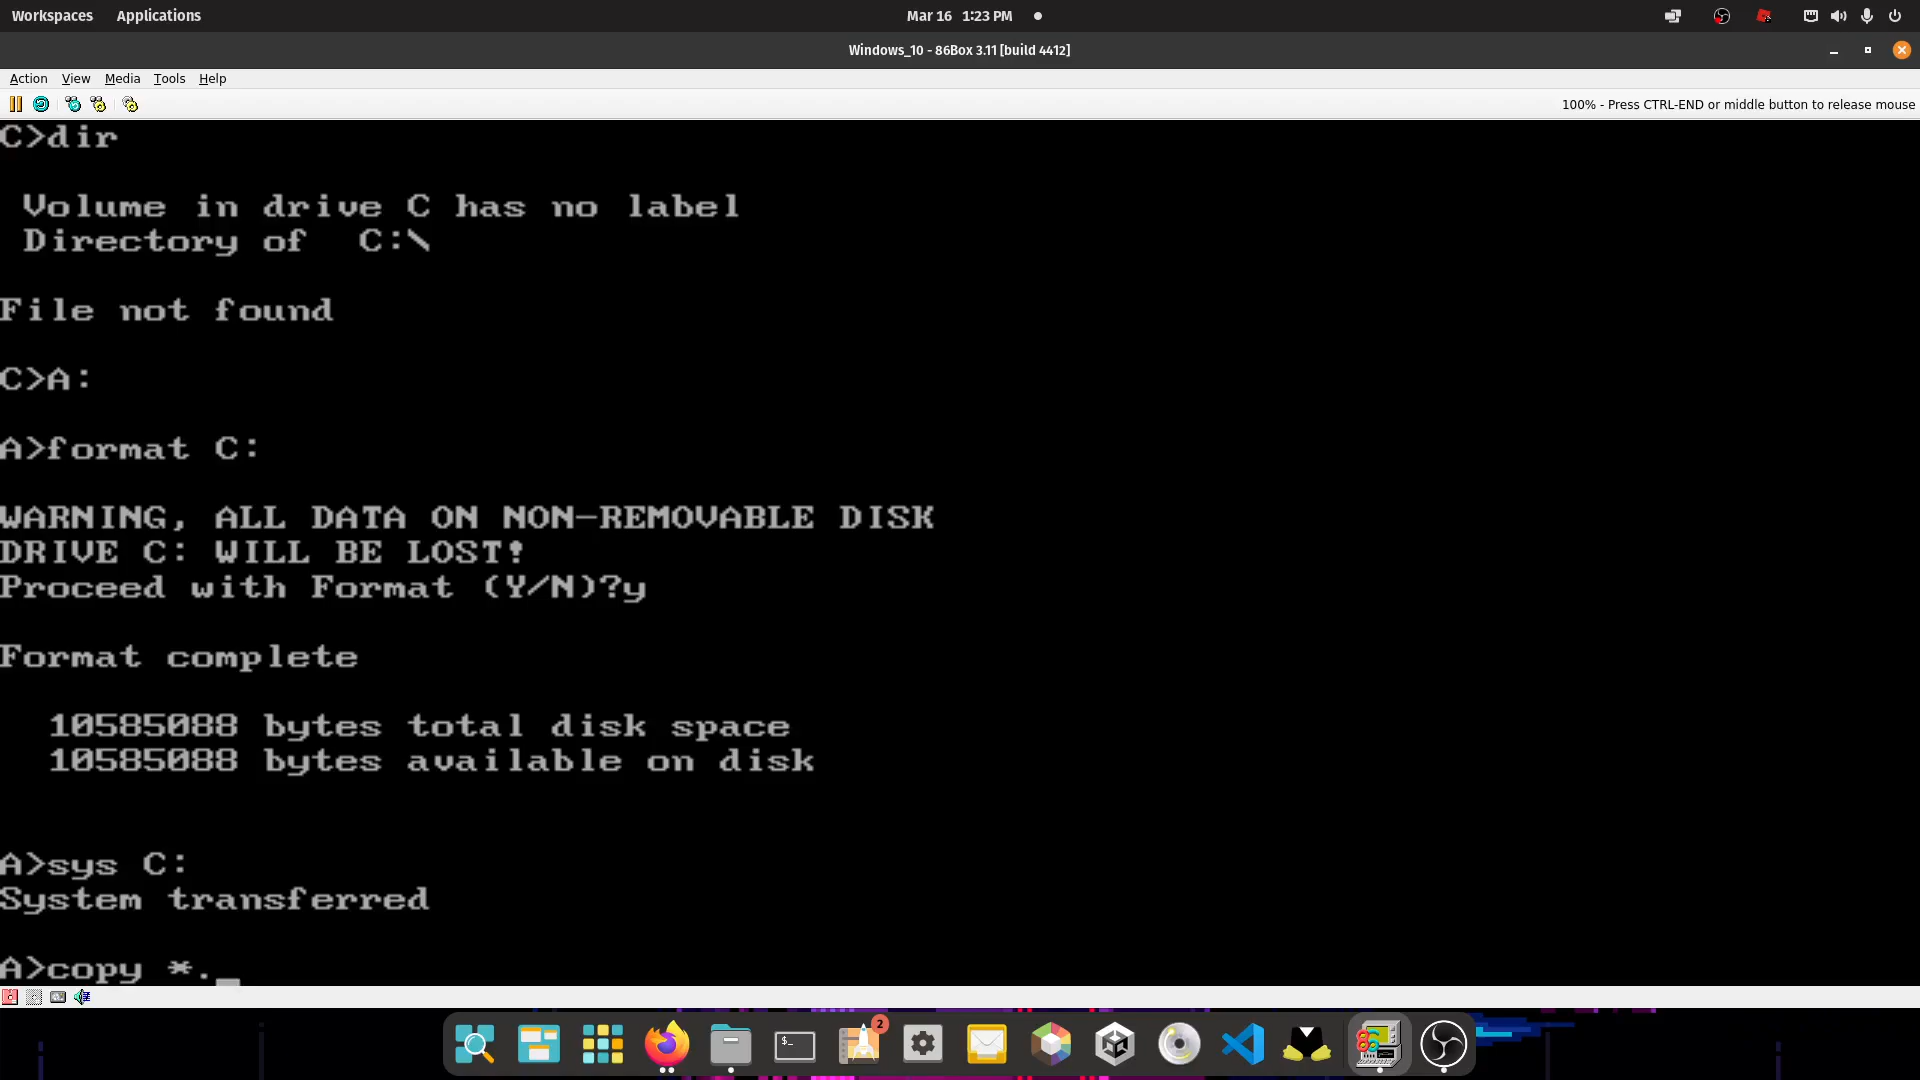 Workspaces Applications Mar 16 1:23 PM
Windows_10 - 86Box 3.11 [build 4412]
Action View Media Tools Help
100% - Press CTRL-END or middle button to release mouse
C>dir
Volume in drive C has no label
Directory of C:\
File not found
C>A:
A>format C:
WARNING, ALL DATA ON NON-REMOVABLE DISK
DRIVE C: WILL BE LOST!
Proceed with Format (Y/N)?y
Format complete
10585088 bytes total disk space
10585088 bytes available on disk
A>sys C:
System transferred
A>copy *._
$_
2
86